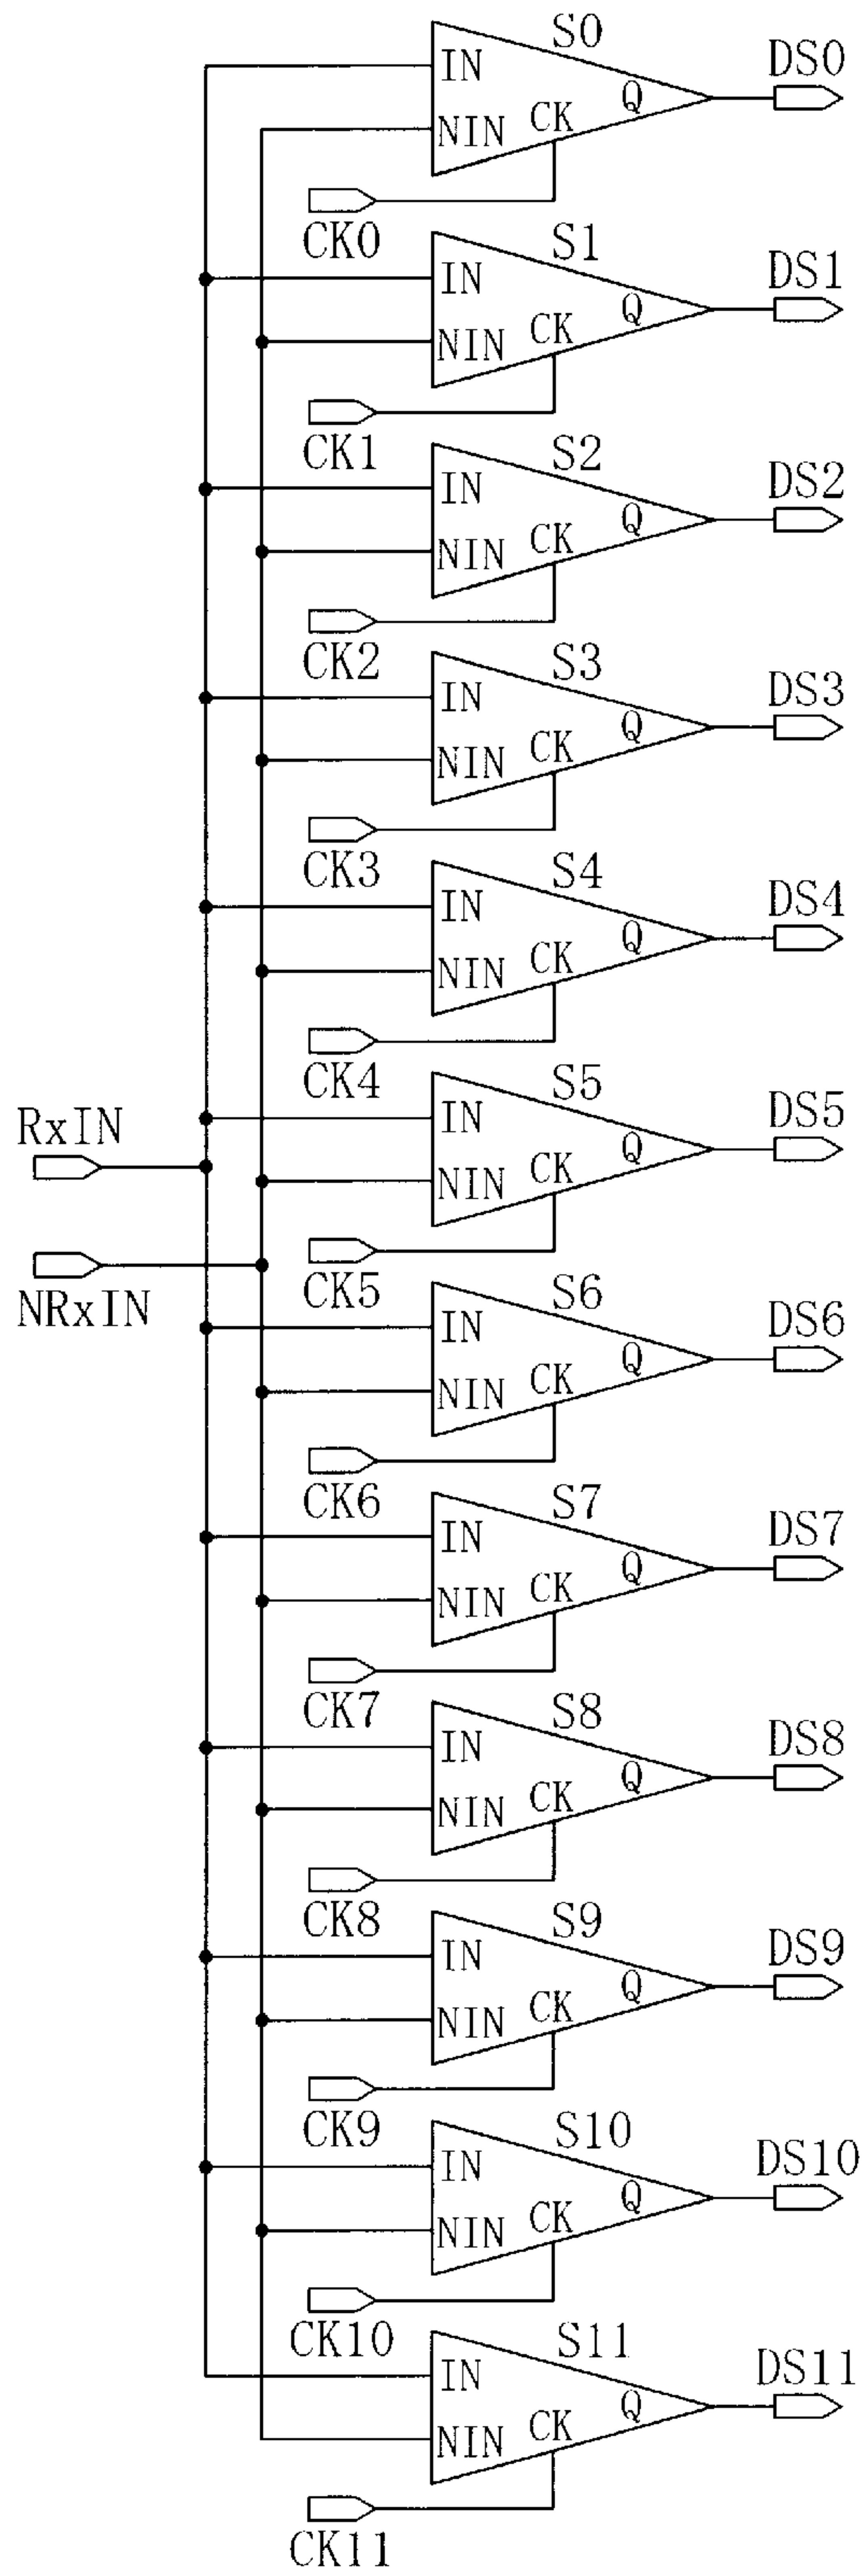 S0
DS0
IN
Q
CK
NIN
CK0
S1
DS1
IN
Q
CK
NIN
CK1
S2
DS2
IN
Q
CK
NIN
CK2
S3
DS3
IN
Q
CK
NIN
CK3
S4
DS4
IN
Q
CK
NIN
CK4
S5
DS5
RxIN
IN
Q
CK
NIN
NRxIN
CK5
S6
DS6
IN
Q
CK
NIN
CK6
S7
DS7
IN
Q
CK
NIN
CK7
S8
DS8
IN
Q
CK
NIN
CK8
S9
DS9
IN
Q
CK
NIN
CK9
S10
DS10
IN
Q
CK
NIN
CK10
S11
DS11
IN
Q
CK
NIN
CK11